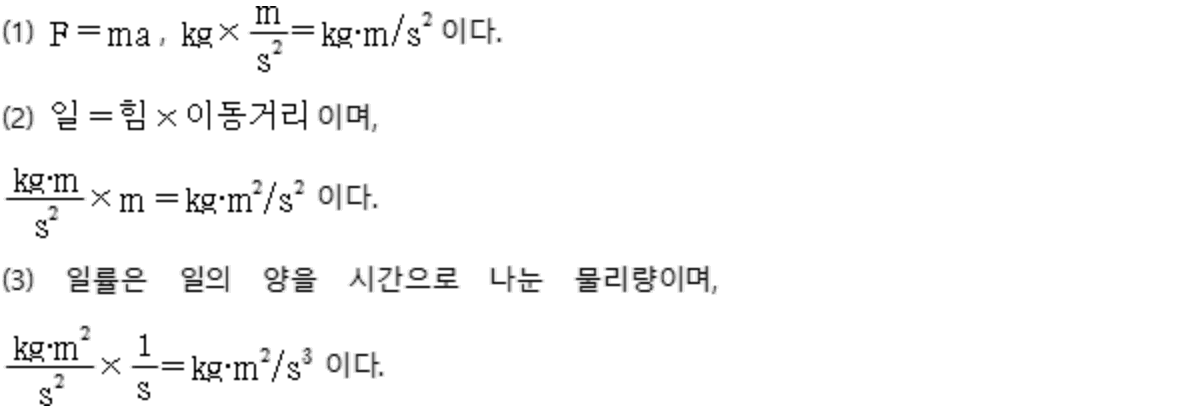 (1) F=ma, kg×m/s²=kg·m/s² 이다.
(2) 일=힘×이동거리 이며,
kg·m/s²×m=kg·m²/s² 이다.
(3) 일률은 일의 양을 시간으로 나눈 물리량이며,
kg·m²/s²×1/s=kg·m²/s³ 이다.